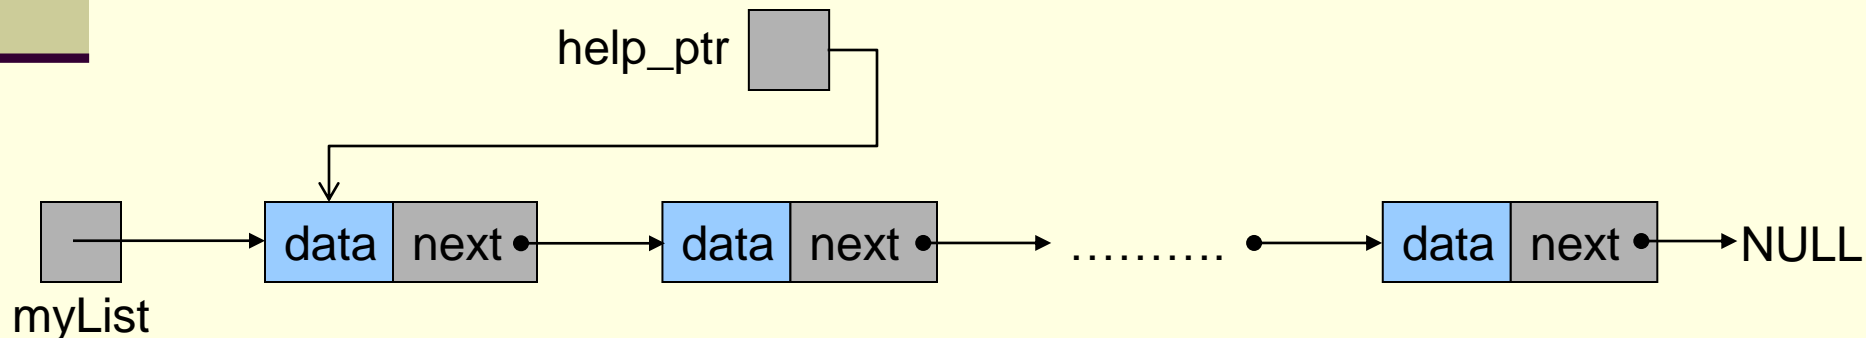 help_ptr
data next data next .......... data next NULL
myList